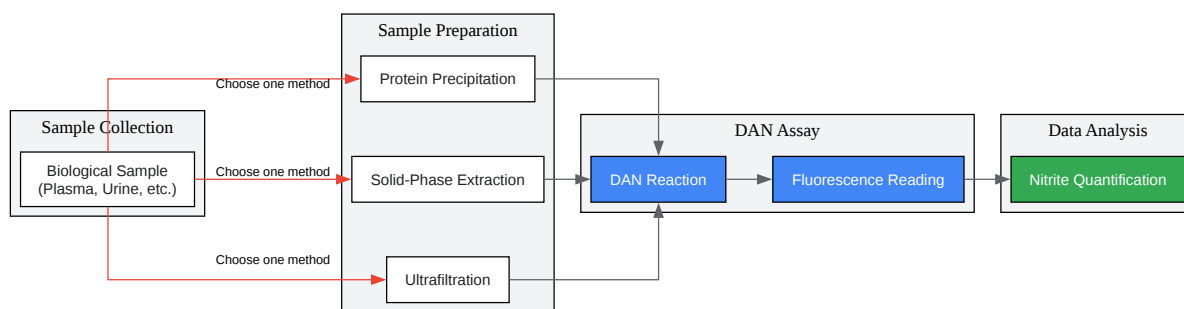 Sample Preparation
Protein Precipitation
Choose one method
Sample Collection
Biological Sample
(Plasma, Urine, etc.)
Choose one method
Solid-Phase Extraction
Choose one method
Ultrafiltration
DAN Assay
DAN Reaction
Fluorescence Reading
Data Analysis
Nitrite Quantification